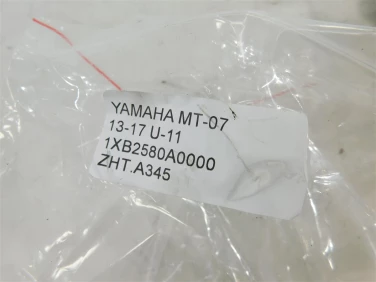 YAMAHA MT-07
13-17 U-11
1XB2580A0000
ZHT.A345